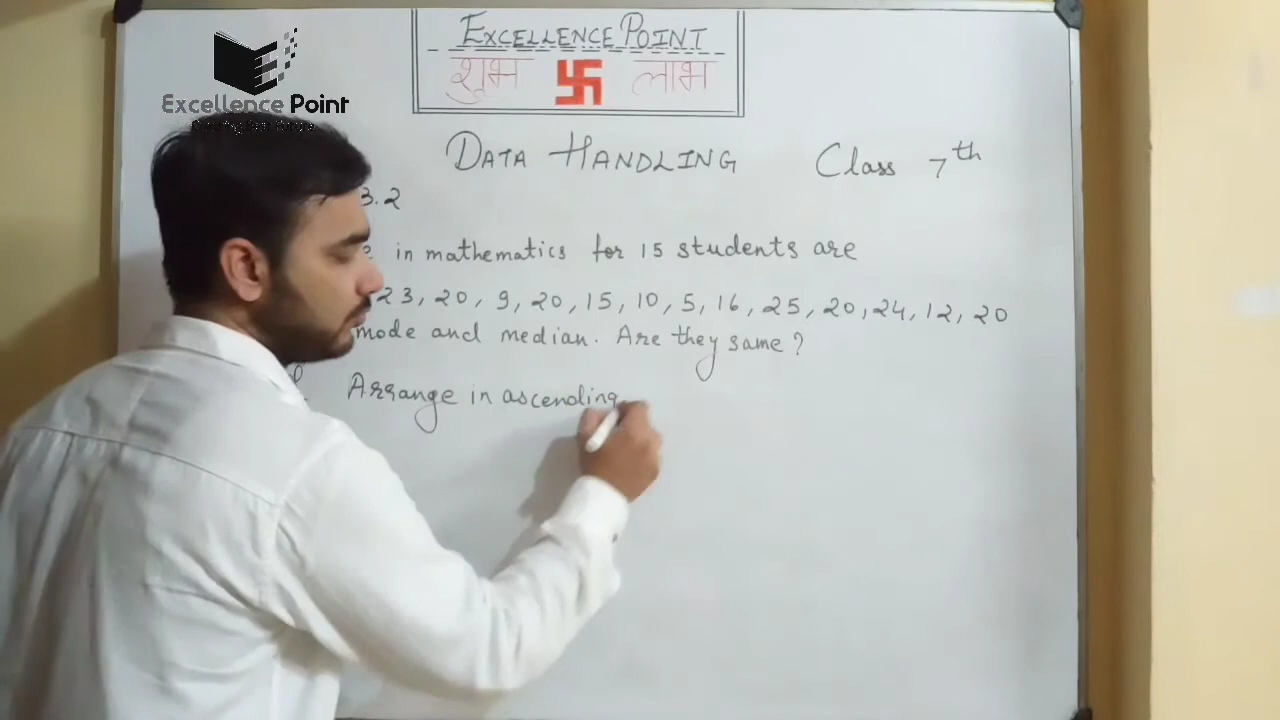 EXCELLENCE POINT
शुभ लाभ
Excellence Point
DATA HANDLING Class 7th
3.2
in mathematics for 15 students are
23, 20, 9, 20, 15, 10, 5, 16, 25, 20, 24, 12, 20
mode and median. Are they same?
Arrange in ascending